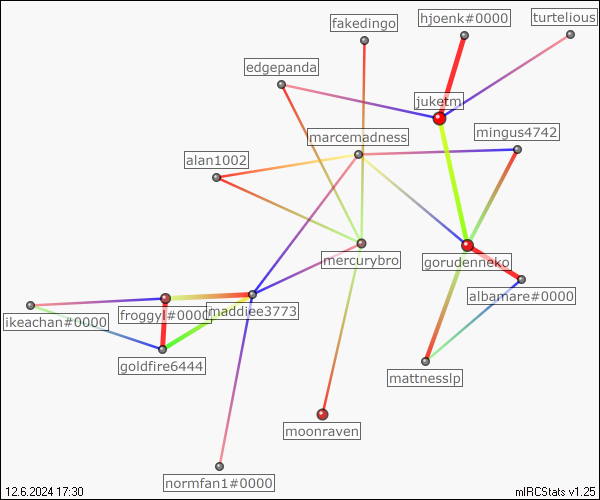 fakedingo
hjoenk#0000
turtelious
edgepanda
juketm
marcemadness
mingus4742
alan1002
mercurybro
gorudenneko
albamare#0000
froggyl#0000
maddiee3773
ikeachan#0000
goldfire6444
mattnesslp
moonraven
normfan1#0000
12.6.2024 17:30
mIRCStats v1.25